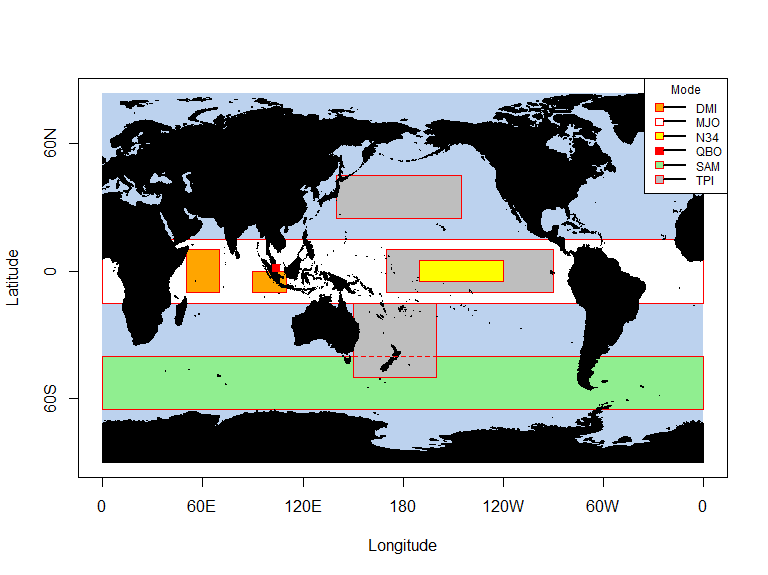 Mode
DMI
MJO
N34
QBO
SAM
TPI
60N
0
60S
Latitude
0
60E
120E
180
120W
60W
0
Longitude